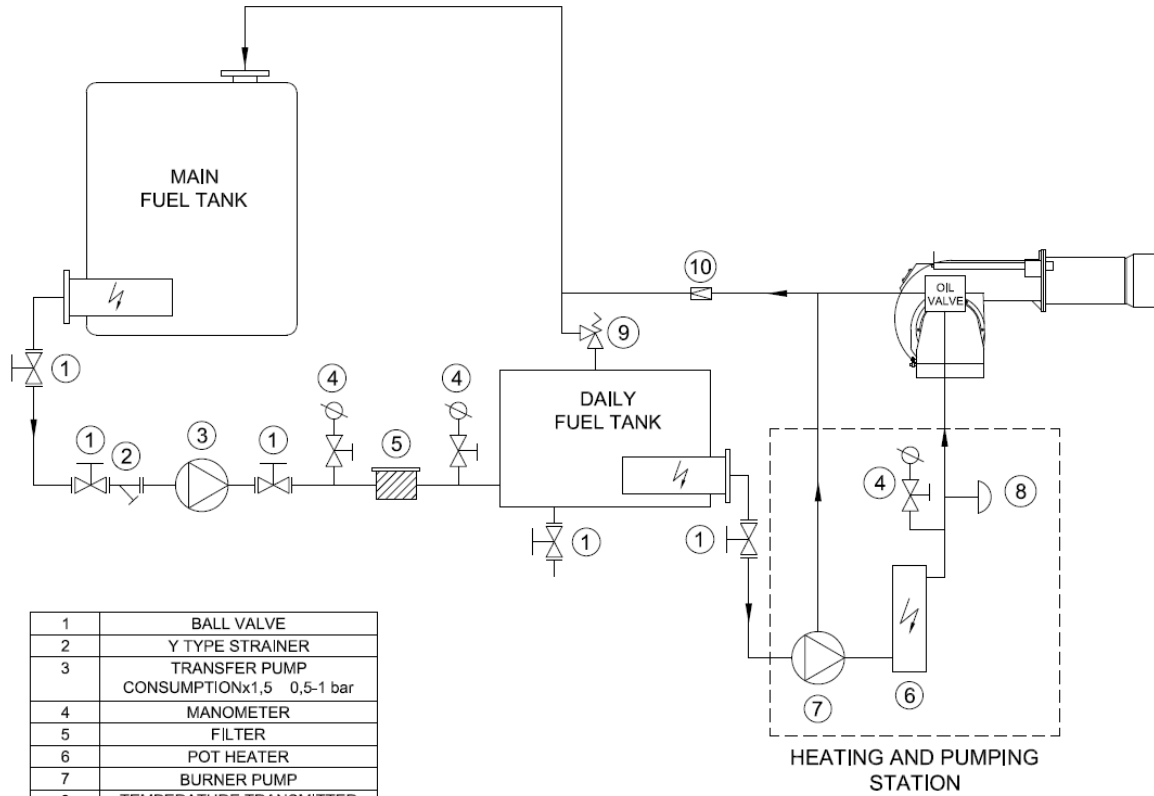 MAIN
FUEL TANK
10
OIL
VALVE
1
9
4
4
DAILY
FUEL TANK
1
2
3
1
5
4
8
1
1
7
6
HEATING AND PUMPING
STATION
1 BALL VALVE
2 Y TYPE STRAINER
3 TRANSFER PUMP
CONSUMPTIONx1,5 0,5-1 bar
4 MANOMETER
5 FILTER
6 POT HEATER
7 BURNER PUMP
TEMPERATURE TRANSMITTER